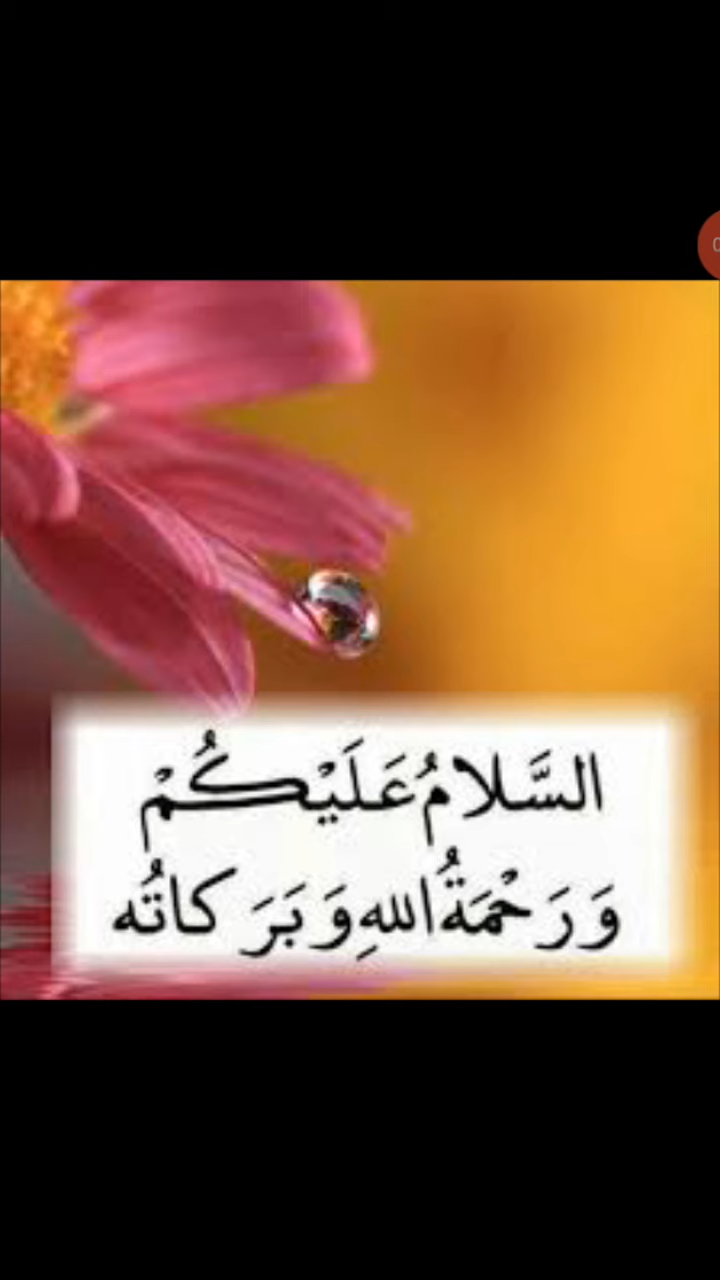 السَّلامُ عَلَيْكُمْ
وَرَحْمَةُ اللهِ وَبَرَكاتُه